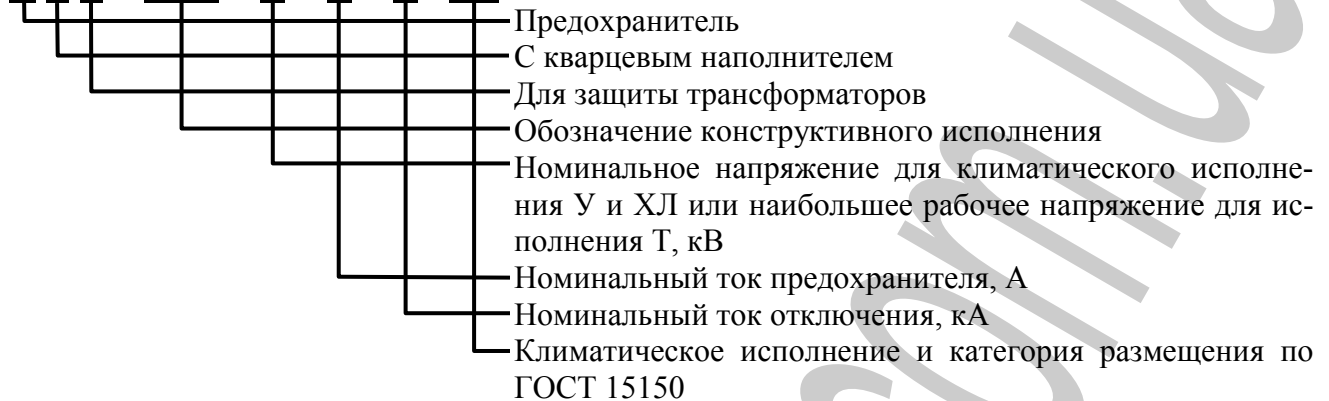 Предохранитель
С кварцевым наполнителем
Для защиты трансформаторов
Обозначение конструктивного исполнения
Номинальное напряжение для климатического исполне-
ния У и ХЛ или наибольшее рабочее напряжение для ис-
полнения Т, кВ
Номинальный ток предохранителя, А
Номинальный ток отключения, кА
Климатическое исполнение и категория размещения по
ГОСТ 15150